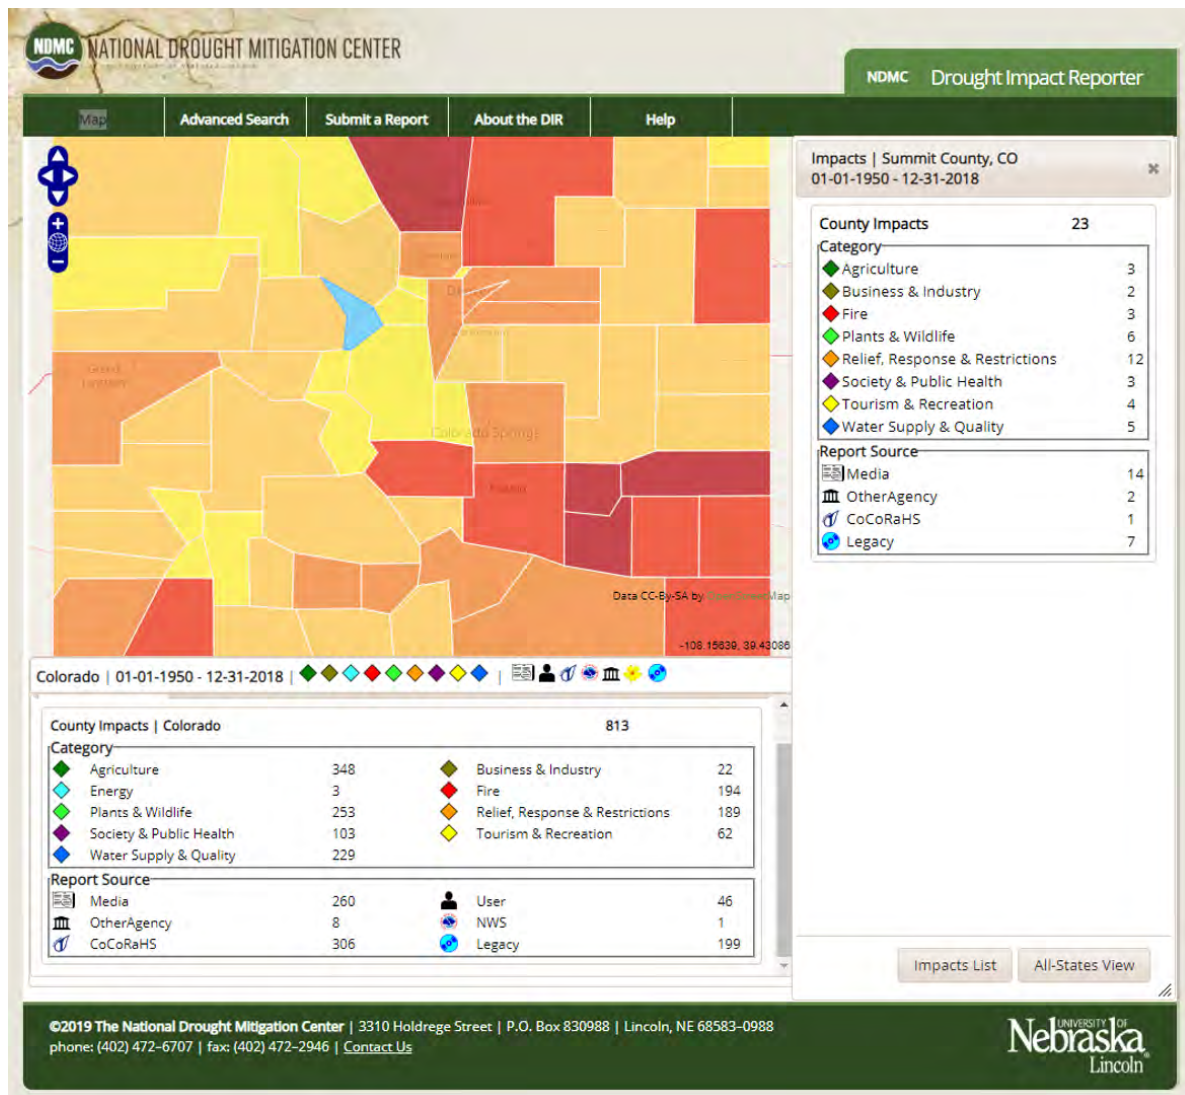 NDMC NATIONAL DROUGHT MITIGATION CENTER
NDMC Drought Impact Reporter
Map Advanced Search Submit a Report About the DIR Help
Impacts | Summit County, CO
01-01-1950 - 12-31-2018
County Impacts 23
Category
Agriculture 3
Business & Industry 2
Fire 3
Plants & Wildlife 6
Relief, Response & Restrictions 12
Society & Public Health 3
Tourism & Recreation 4
Water Supply & Quality 5
Report Source
Media 14
OtherAgency 2
CoCoRaHS 1
Legacy 7
Grand
Junction
Colorado Springs
Pueblo
Data CC-By-SA by OpenStreetMap
-108.15639, 39.43086
Colorado | 01-01-1950 - 12-31-2018 | |
County Impacts | Colorado 813
Category
Agriculture 348 Business & Industry 22
Energy 3 Fire 194
Plants & Wildlife 253 Relief, Response & Restrictions 189
Society & Public Health 103 Tourism & Recreation 62
Water Supply & Quality 229
Report Source
Media 260 User 46
OtherAgency 8 NWS 1
CoCoRaHS 306 Legacy 199
Impacts List All-States View
©2019 The National Drought Mitigation Center | 3310 Holdrege Street | P.O. Box 830988 | Lincoln, NE 68583–0988
phone: (402) 472–6707 | fax: (402) 472–2946 | Contact Us
UNIVERSITY OF
Nebraska
Lincoln